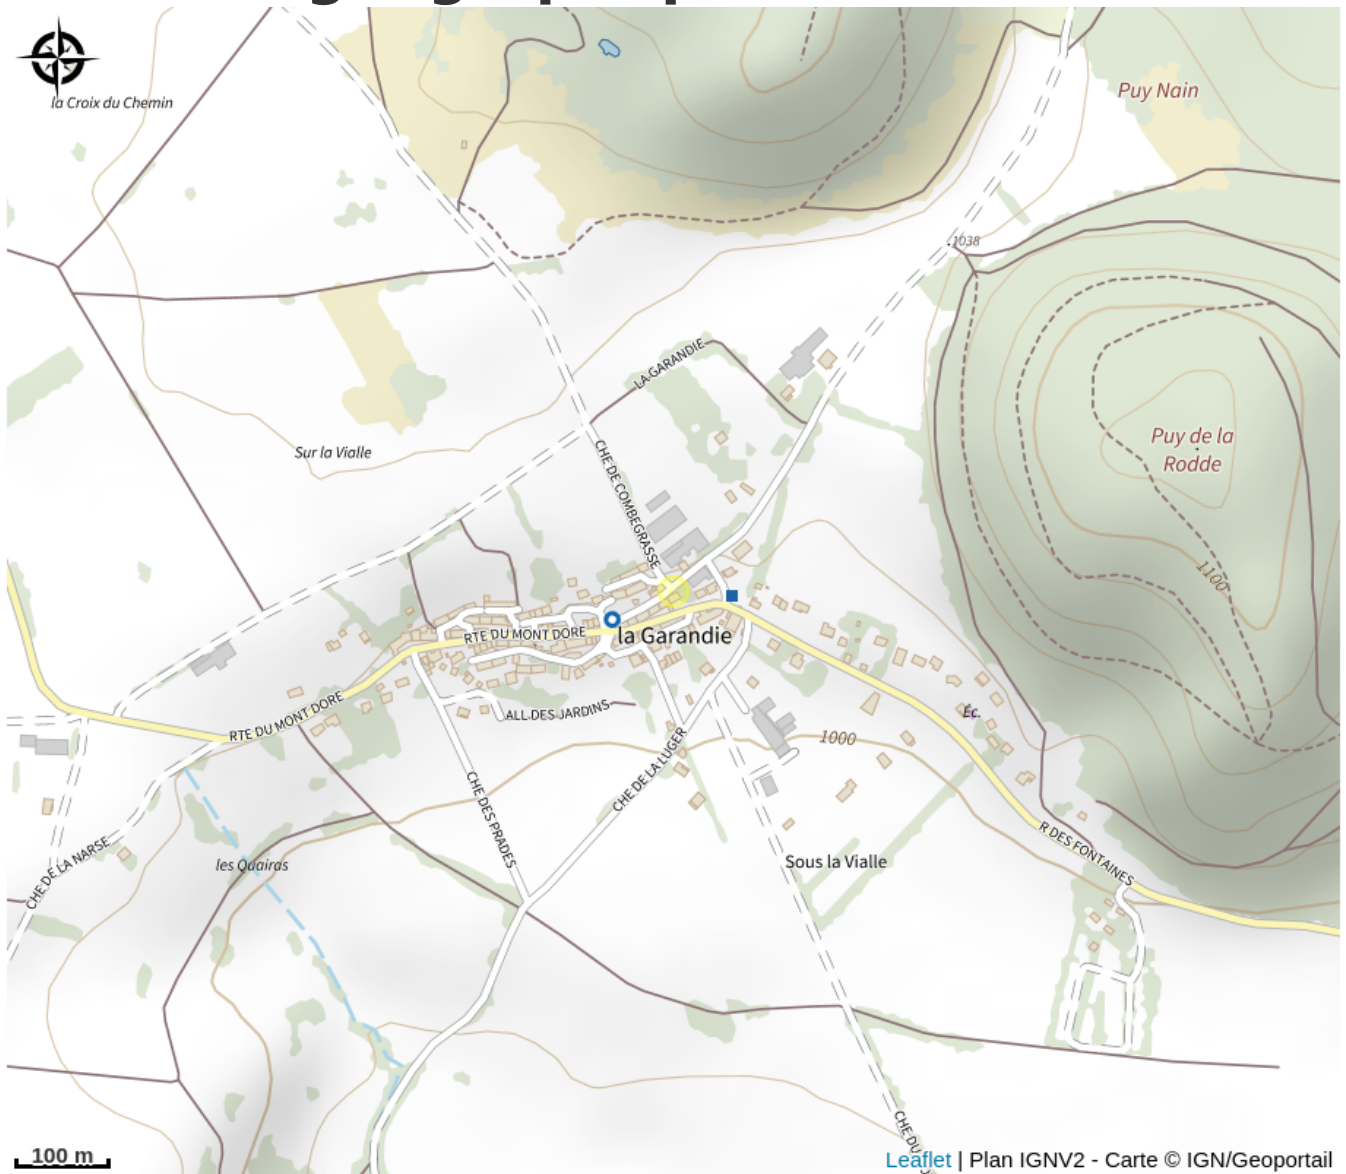 la Croix du Chemin
Puy Nain
1038
LA GARANDIE
Sur la Vialle
CHE DE COMBEGRASSE
Puy de la
Rodde
1100
RTE DU MONT DORE
la Garandie
RTE DU MONT DORE
ALL DES JARDINS
Éc.
1000
CHE DE LA LUGER
CHE DES PRADES
R DES FONTAINES
CHE DE LA NARSE
les Quairas
Sous la Vialle
CHE DU
100 m
Leaflet | Plan IGNV2 - Carte © IGN/Geoportail